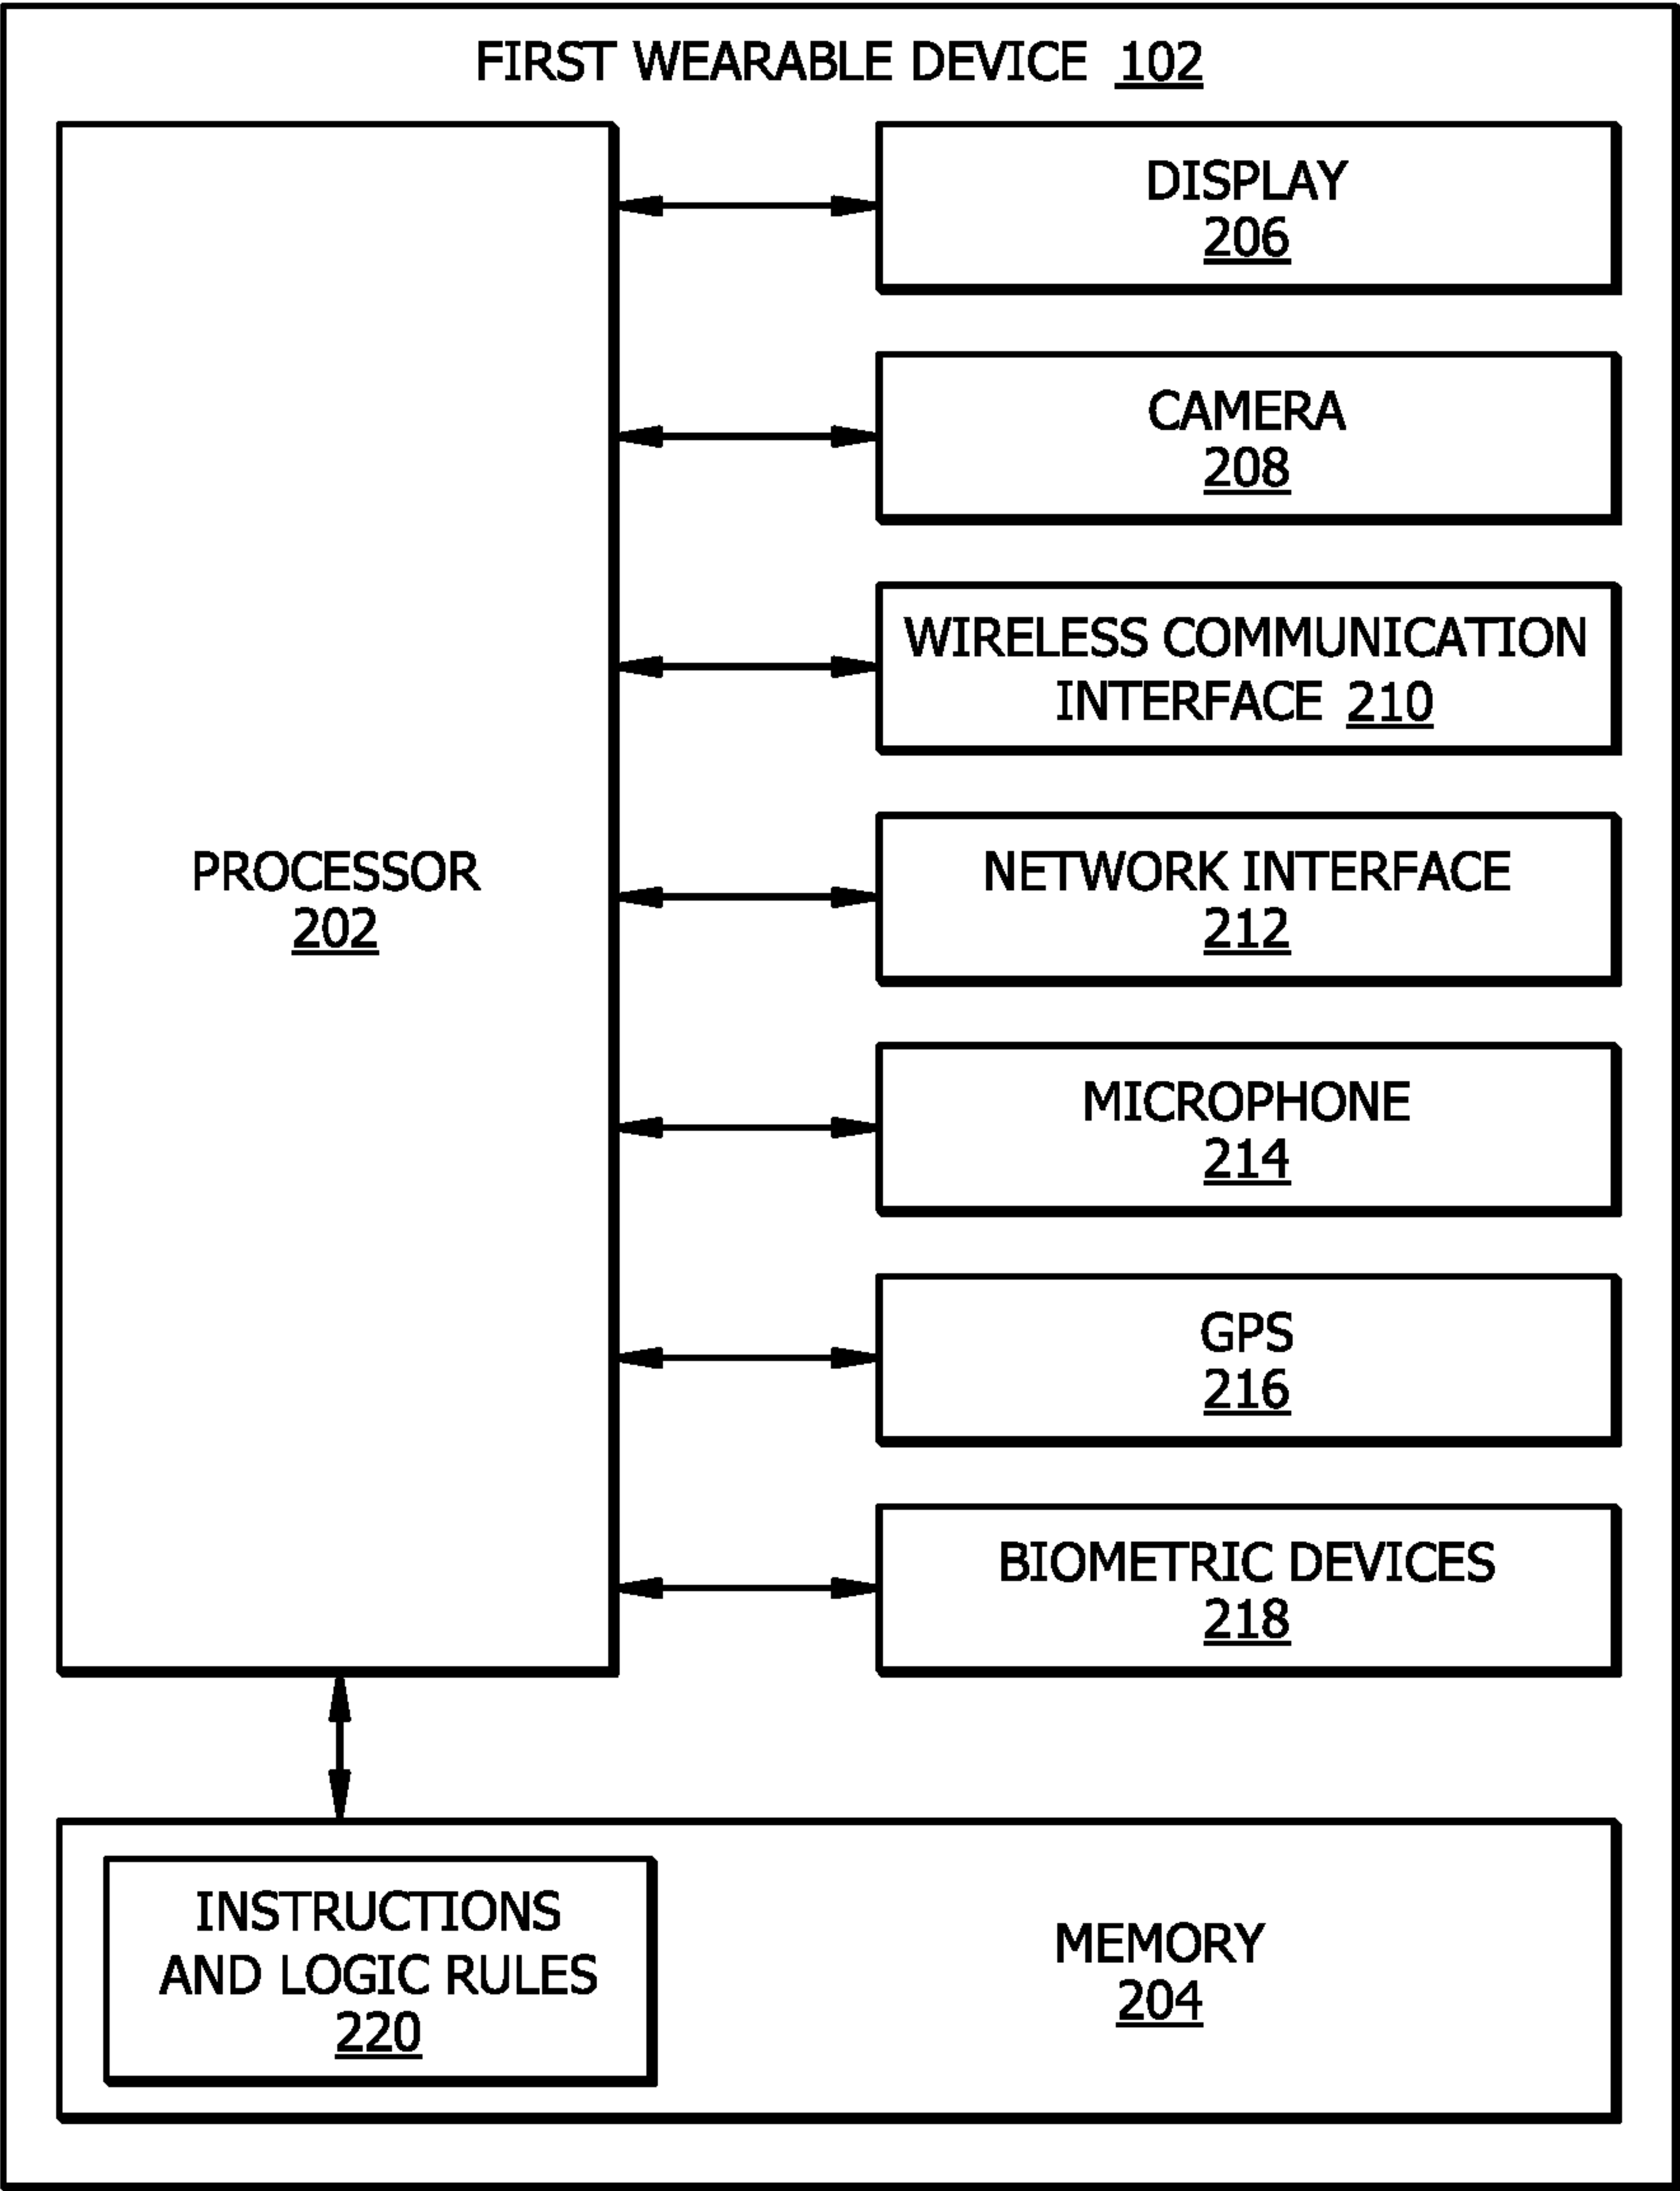 FIRST WEARABLE DEVICE 102
DISPLAY
206
CAMERA
208
WIRELESS COMMUNICATION
INTERFACE 210
PROCESSOR
202
NETWORK INTERFACE
212
MICROPHONE
214
GPS
216
BIOMETRIC DEVICES
218
INSTRUCTIONS
AND LOGIC RULES
220
MEMORY
204